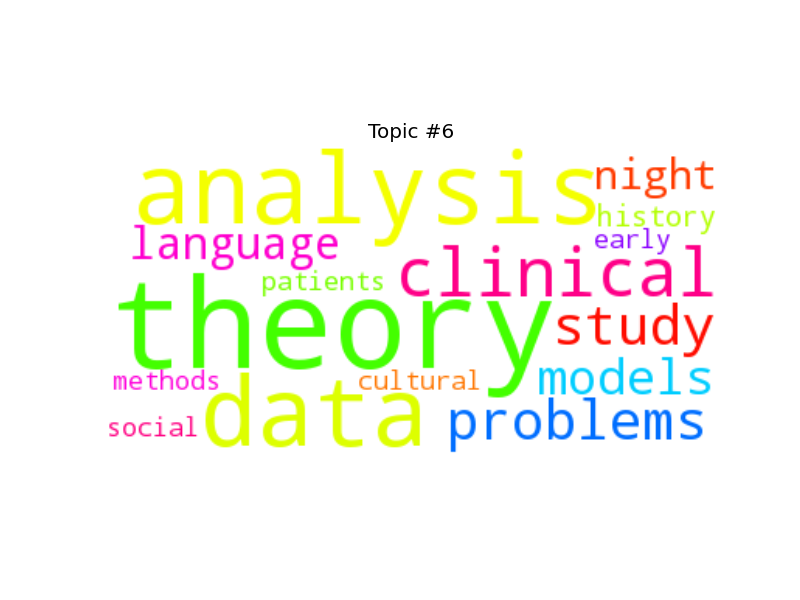 Topic #6
analysis
night
history
language
early
clinical
patients
theory
study
methods
cultural
models
data
problems
social